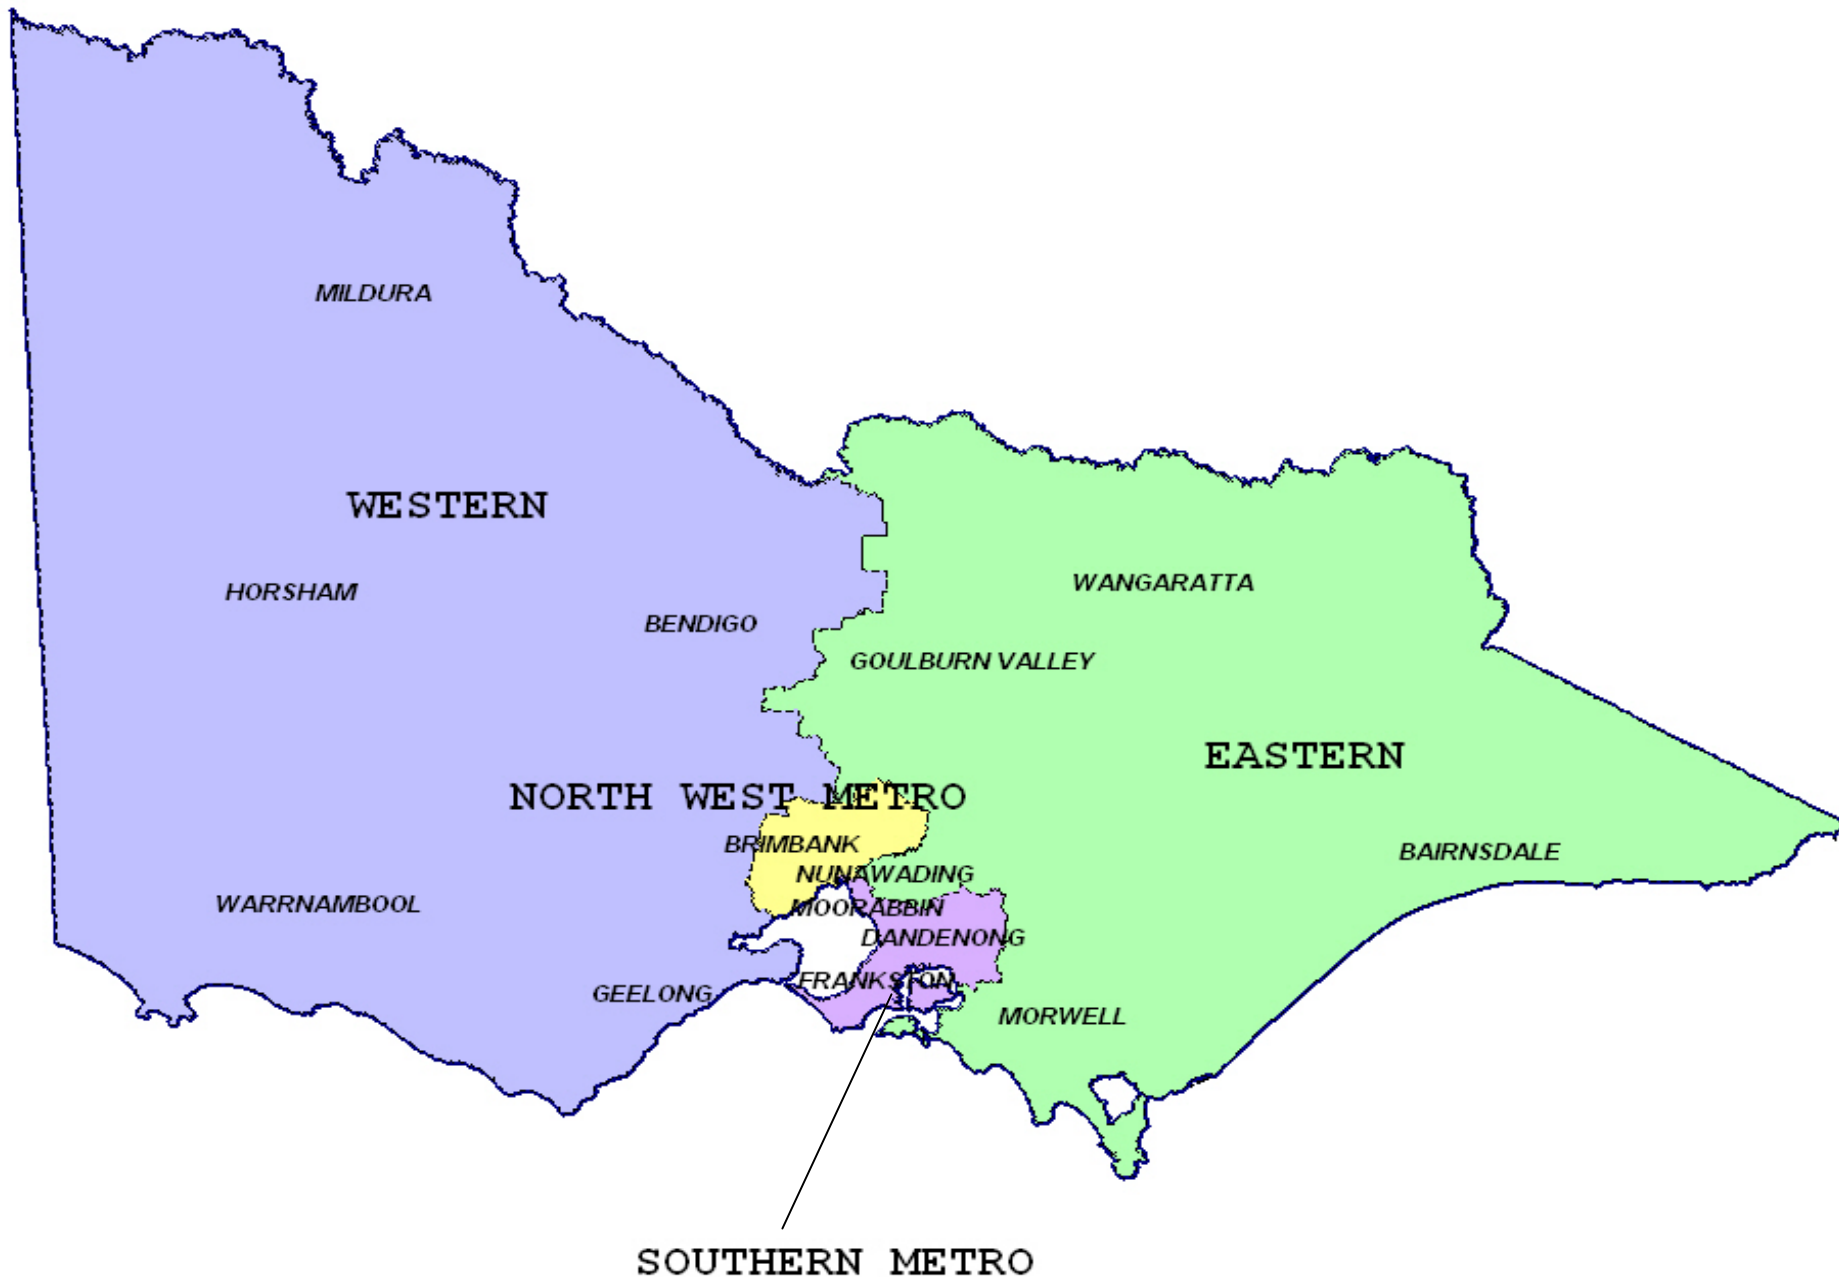 MILDURA
WESTERN
WANGARATTA
HORSHAM
BENDIGO
GOULBURN VALLEY
EASTERN
NORTH WEST METRO
BRIMBANK
BAIRNSDALE
NUNAWADING
WARRNAMBOOL
MOORABBIN
DANDENONG
FRANKSTON
GEELONG
MORWELL
SOUTHERN METRO